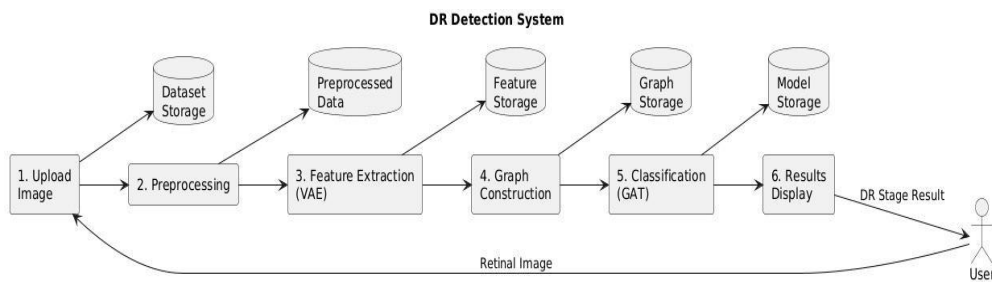 DR Detection System
Dataset
Storage
Preprocessed
Data
Feature
Storage
Graph
Storage
Model
Storage
1. Upload
Image
2. Preprocessing
3. Feature Extraction
(VAE)
4. Graph
Construction
5. Classification
(GAT)
6. Results
Display
DR Stage Result
Retinal Image
User